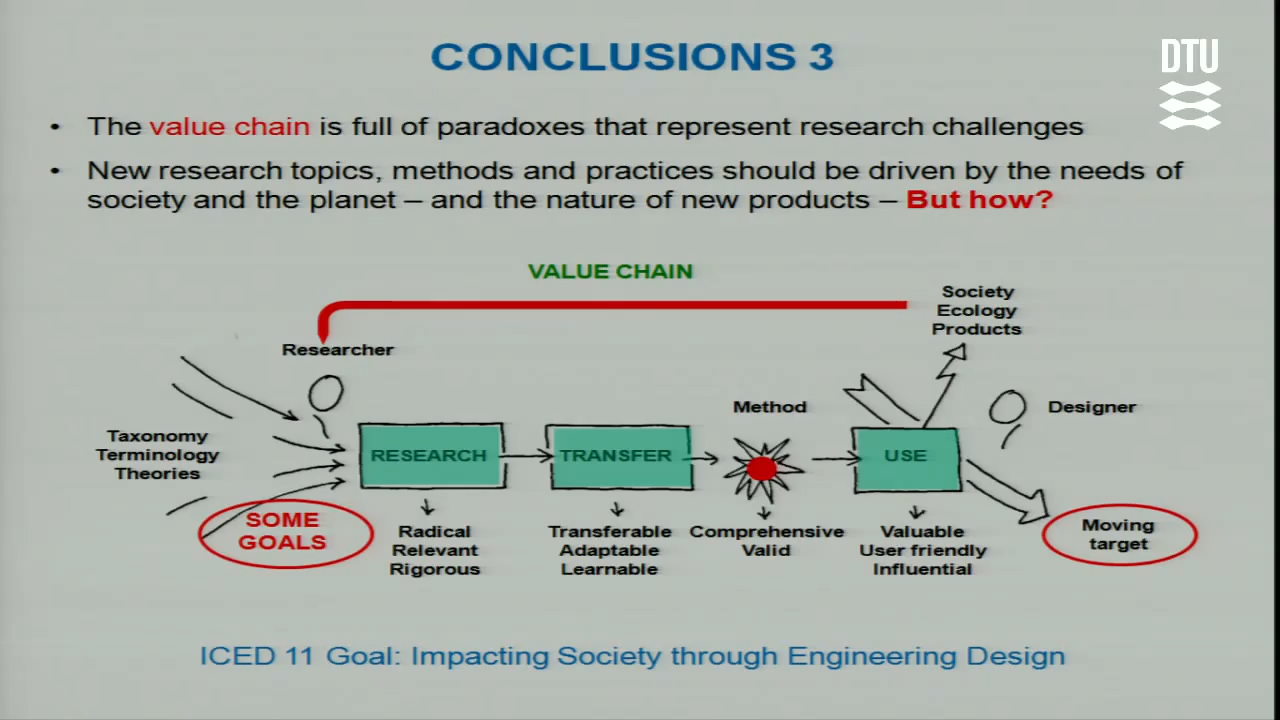 CONCLUSIONS 3
DTU
• The value chain is full of paradoxes that represent research challenges
• New research topics, methods and practices should be driven by the needs of
society and the planet – and the nature of new products – But how?
VALUE CHAIN
Society
Ecology
Products
Researcher
Method
Designer
Taxonomy
Terminology
Theories
RESEARCH
TRANSFER
USE
SOME
GOALS
Radical
Relevant
Rigorous
Transferable
Adaptable
Learnable
Comprehensive
Valid
Valuable
User friendly
Influential
Moving
target
ICED 11 Goal: Impacting Society through Engineering Design